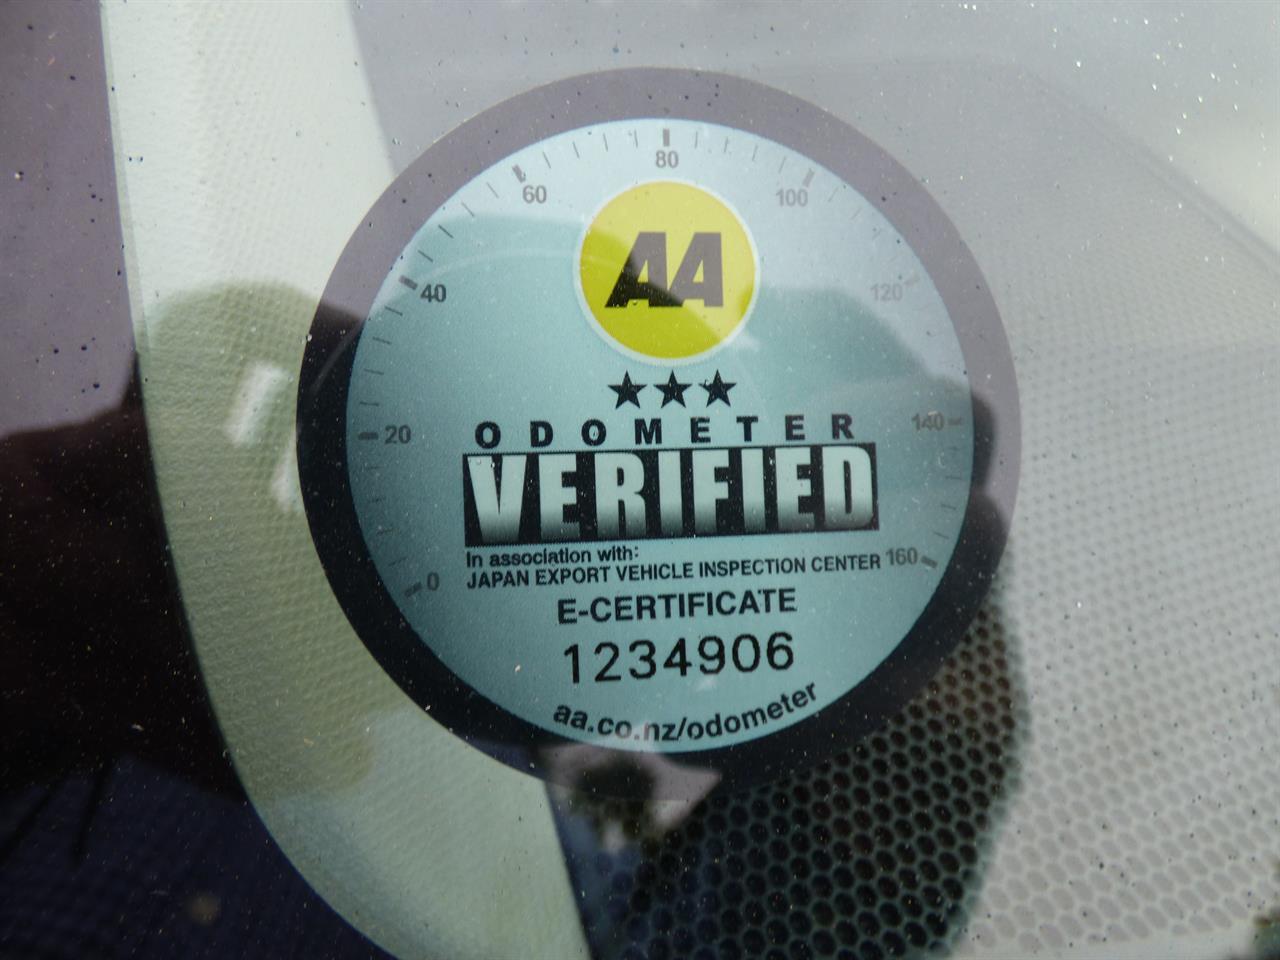 80
60
100
AA
40
120
ODOMETER
20
140
VERIFIED
In association with:
JAPAN EXPORT VEHICLE INSPECTION CENTER
160
0
E-CERTIFICATE
1234906
aa.co.nz/odometer